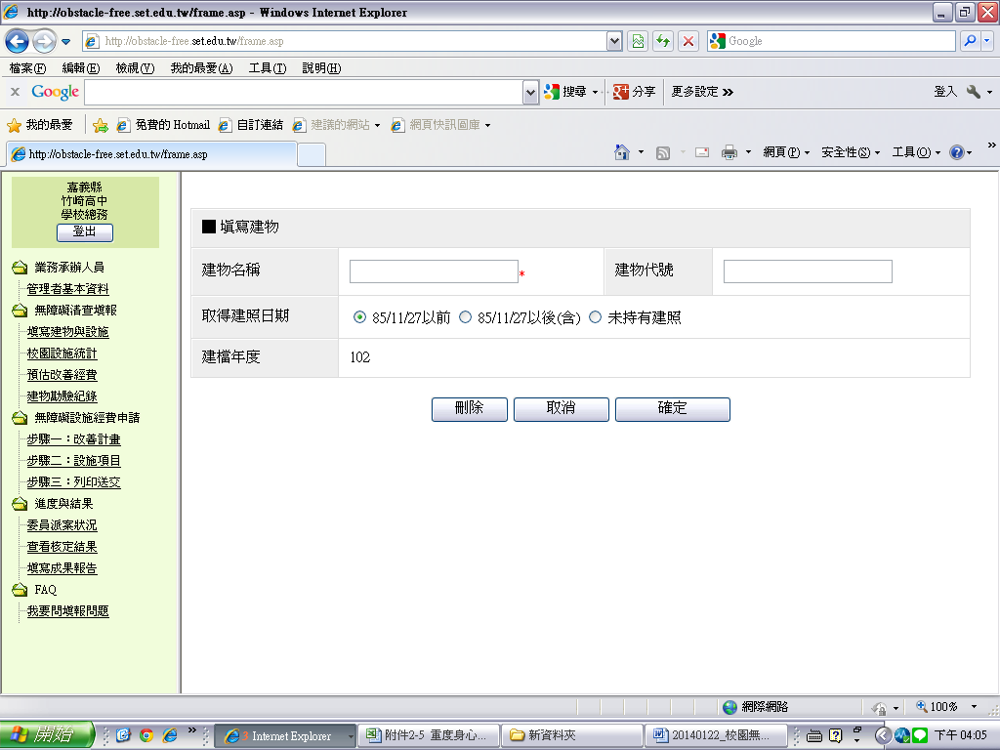 http://obstacle-free.set.edu.tw/frame.asp - Windows Internet Explorer
http://obstacle-free.set.edu.tw/frame.asp
Google
檔案(F) 編輯(E) 檢視(V) 我的最愛(A) 工具(T) 說明(H)
x Google 搜尋 分享 更多設定 » 登入
我的最愛 免費的 Hotmail 自訂連結 建議的網站 網頁快訊圖庫
http://obstacle-free.set.edu.tw/frame.asp
網頁(P) 安全性(S) 工具(O) »
嘉義縣
竹崎高中
學校總務
登出
業務承辦人員
管理者基本資料
無障礙清查填報
填寫建物與設施
校園設施統計
預估改善經費
建物勘驗紀錄
無障礙設施經費申請
步驟一：改善計畫
步驟二：設施項目
步驟三：列印送交
進度與結果
委員派案狀況
查看核定結果
填寫成果報告
FAQ
我要問填報問題
■ 填寫建物
建物名稱 * 建物代號
取得建照日期 85/11/27以前 85/11/27以後(含) 未持有建照
建檔年度 102
刪除 取消 確定
網際網路 100%
開始 » 1 Internet Explorer 附件2-5 重度身心... 新資料夾 20140122_校園無... 下午 04:05